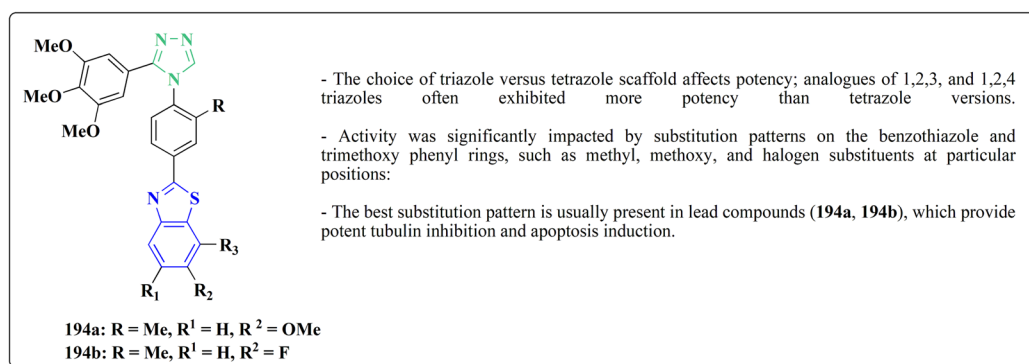 N
N
MeO
MeO
N
MeO
R
N
S
R₃
R₁
R₂
194a: R = Me, R¹ = H, R ² = OMe
194b: R = Me, R¹ = H, R² = F
- The choice of triazole versus tetrazole scaffold affects potency; analogues of 1,2,3, and 1,2,4
triazoles often exhibited more potency than tetrazole versions.
- Activity was significantly impacted by substitution patterns on the benzothiazole and
trimethoxy phenyl rings, such as methyl, methoxy, and halogen substituents at particular
positions:
- The best substitution pattern is usually present in lead compounds (194a, 194b), which provide
potent tubulin inhibition and apoptosis induction.